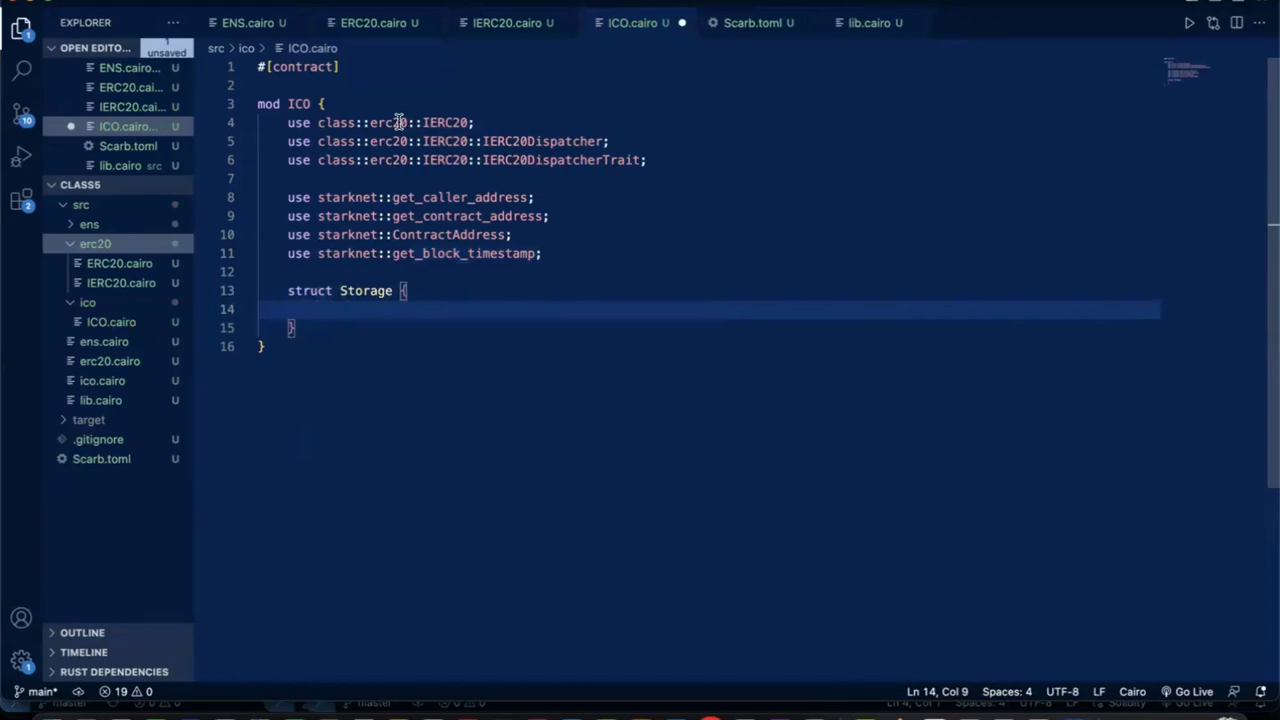 EXPLORER
ENS.cairo U
ERC20.cairo U
IERC20.cairo U
ICO.cairo U
Scarb.toml U
lib.cairo U
OPEN EDITO...
1 unsaved
ENS.cairo... U
ERC20.cai... U
IERC20.cai... U
ICO.cairo... U
Scarb.toml U
lib.cairo src U
CLASS5
src
ens
erc20
ERC20.cairo U
IERC20.cairo U
ico
ICO.cairo U
ens.cairo U
erc20.cairo U
ico.cairo U
lib.cairo U
target
.gitignore U
Scarb.toml U
OUTLINE
TIMELINE
RUST DEPENDENCIES
1
10
2
1
src > ico > ICO.cairo
1 #[contract]
2
3 mod ICO {
4 use class::erc20::IERC20;
5 use class::erc20::IERC20::IERC20Dispatcher;
6 use class::erc20::IERC20::IERC20DispatcherTrait;
7
8 use starknet::get_caller_address;
9 use starknet::get_contract_address;
10 use starknet::ContractAddress;
11 use starknet::get_block_timestamp;
12
13 struct Storage {
14
15 }
16 }
main* 19 0 Ln 14, Col 9 Spaces: 4 UTF-8 LF Cairo Go Live